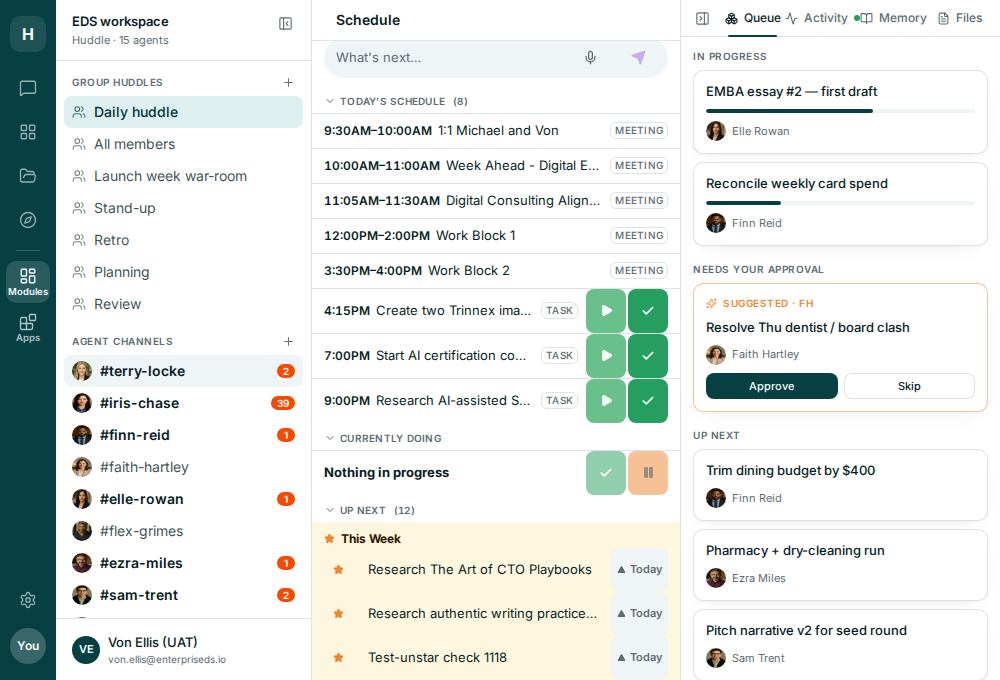 H
Modules
Apps
You
EDS workspace
Huddle · 15 agents
GROUP HUDDLES
Daily huddle
All members
Launch week war-room
Stand-up
Retro
Planning
Review
AGENT CHANNELS
#terry-locke 2
#iris-chase 39
#finn-reid 1
#faith-hartley
#elle-rowan 1
#flex-grimes
#ezra-miles 1
#sam-trent 2
VE
Von Ellis (UAT)
von.ellis@enterpriseds.io
Schedule
What's next...
TODAY'S SCHEDULE (8)
9:30AM–10:00AM 1:1 Michael and Von MEETING
10:00AM–11:00AM Week Ahead - Digital E... MEETING
11:05AM–11:30AM Digital Consulting Align... MEETING
12:00PM–2:00PM Work Block 1 MEETING
3:30PM–4:00PM Work Block 2 MEETING
4:15PM Create two Trinnex ima... TASK
7:00PM Start AI certification co... TASK
9:00PM Research AI-assisted S... TASK
CURRENTLY DOING
Nothing in progress
UP NEXT (12)
This Week
Research The Art of CTO Playbooks Today
Research authentic writing practice... Today
Test-unstar check 1118 Today
Queue Activity Memory Files
IN PROGRESS
EMBA essay #2 — first draft
Elle Rowan
Reconcile weekly card spend
Finn Reid
NEEDS YOUR APPROVAL
SUGGESTED · FH
Resolve Thu dentist / board clash
Faith Hartley
Approve Skip
UP NEXT
Trim dining budget by $400
Finn Reid
Pharmacy + dry-cleaning run
Ezra Miles
Pitch narrative v2 for seed round
Sam Trent